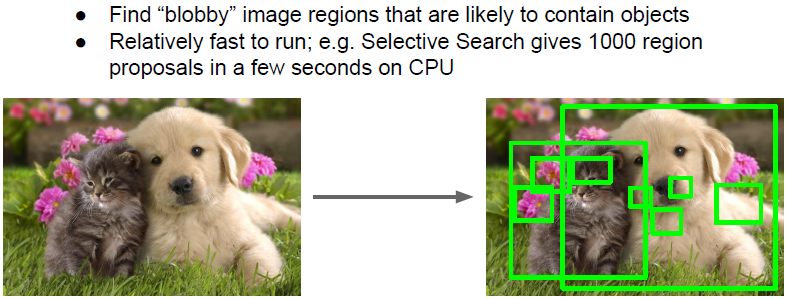 ● Find “blobby” image regions that are likely to contain objects
● Relatively fast to run; e.g. Selective Search gives 1000 region
proposals in a few seconds on CPU